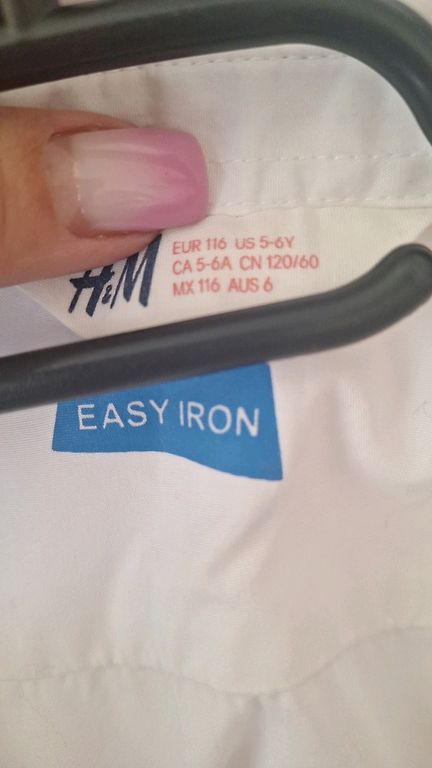 H&M
EUR 116 US 5-6Y
CA 5-6A CN 120/60
MX 116 AUS 6
EASY IRON